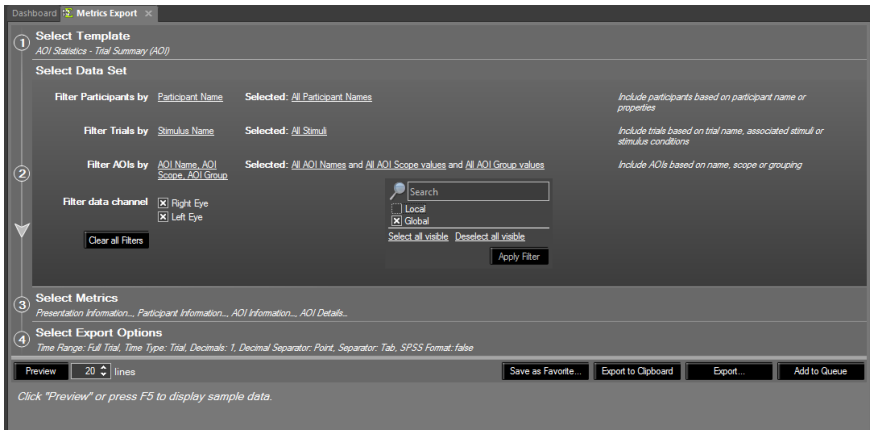 Dashboard Metrics Export ×
1 Select Template
AOI Statistics - Trial Summary (AOI)
Select Data Set
Filter Participants by Participant Name Selected: All Participant Names Include participants based on participant name or
properties
Filter Trials by Stimulus Name Selected: All Stimuli Include trials based on trial name, associated stimuli or
stimulus conditions
2 Filter AOIs by AOI Name, AOI Selected: All AOI Names and All AOI Scope values and All AOI Group values Include AOIs based on name, scope or grouping
Scope, AOI Group
Search
Filter data channel Right Eye
Local
Left Eye
Global
Clear all Filters
Select all visible Deselect all visible
Apply Filter
3 Select Metrics
Presentation Information..., Participant Information..., AOI Information..., AOI Details...
4 Select Export Options
Time Range: Full Trial, Time Type: Trial, Decimals: 1, Decimal Separator: Point, Separator: Tab, SPSS Format: false
Preview 20 lines Save as Favorite... Export to Clipboard Export... Add to Queue
Click "Preview" or press F5 to display sample data.